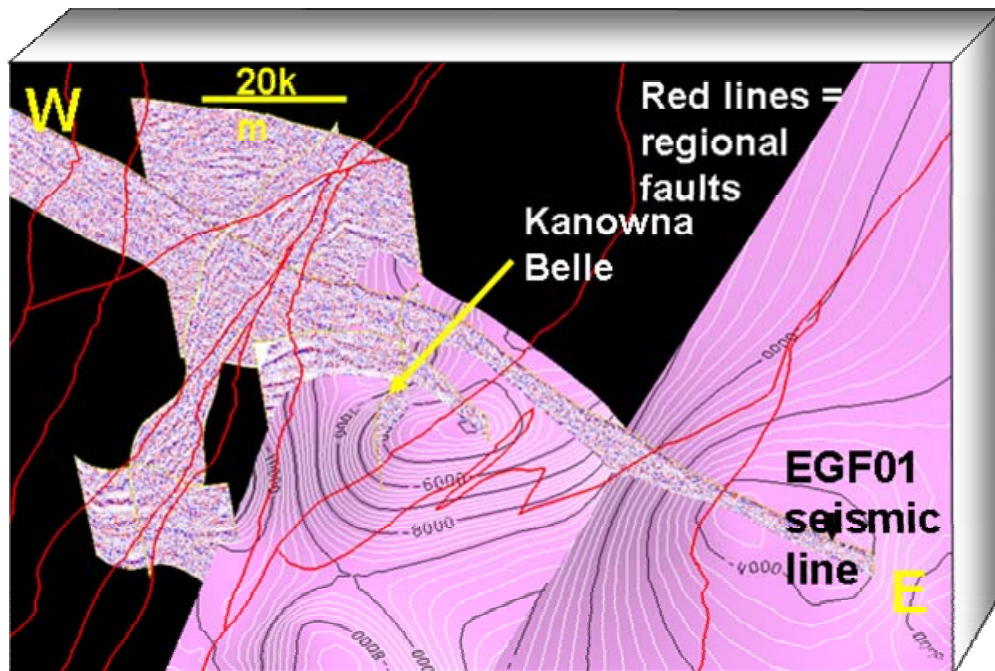 W
20k
m
Red lines =
regional
faults
Kanowna
Belle
EGF01
seismic
line
E
-6000
-8000
-4000